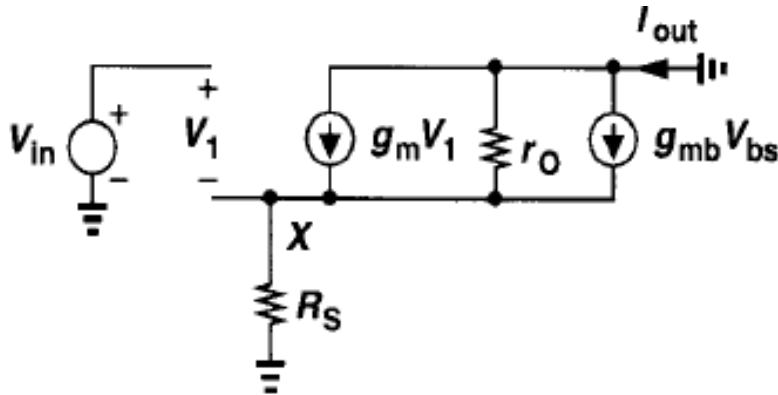 I_out
+
+
V_in
V_1
g_mV_1
r_O
g_mbV_bs
−
−
X
R_S